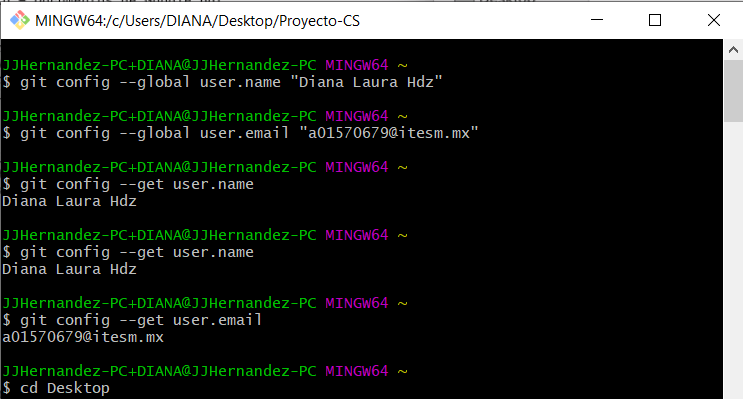 MINGW64:/c/Users/DIANA/Desktop/Proyecto-CS
JJHernandez-PC+DIANA@JJHernandez-PC MINGW64 ~
$ git config --global user.name "Diana Laura Hdz"
JJHernandez-PC+DIANA@JJHernandez-PC MINGW64 ~
$ git config --global user.email "a01570679@itesm.mx"
JJHernandez-PC+DIANA@JJHernandez-PC MINGW64 ~
$ git config --get user.name
Diana Laura Hdz
JJHernandez-PC+DIANA@JJHernandez-PC MINGW64 ~
$ git config --get user.name
Diana Laura Hdz
JJHernandez-PC+DIANA@JJHernandez-PC MINGW64 ~
$ git config --get user.email
a01570679@itesm.mx
JJHernandez-PC+DIANA@JJHernandez-PC MINGW64 ~
$ cd Desktop